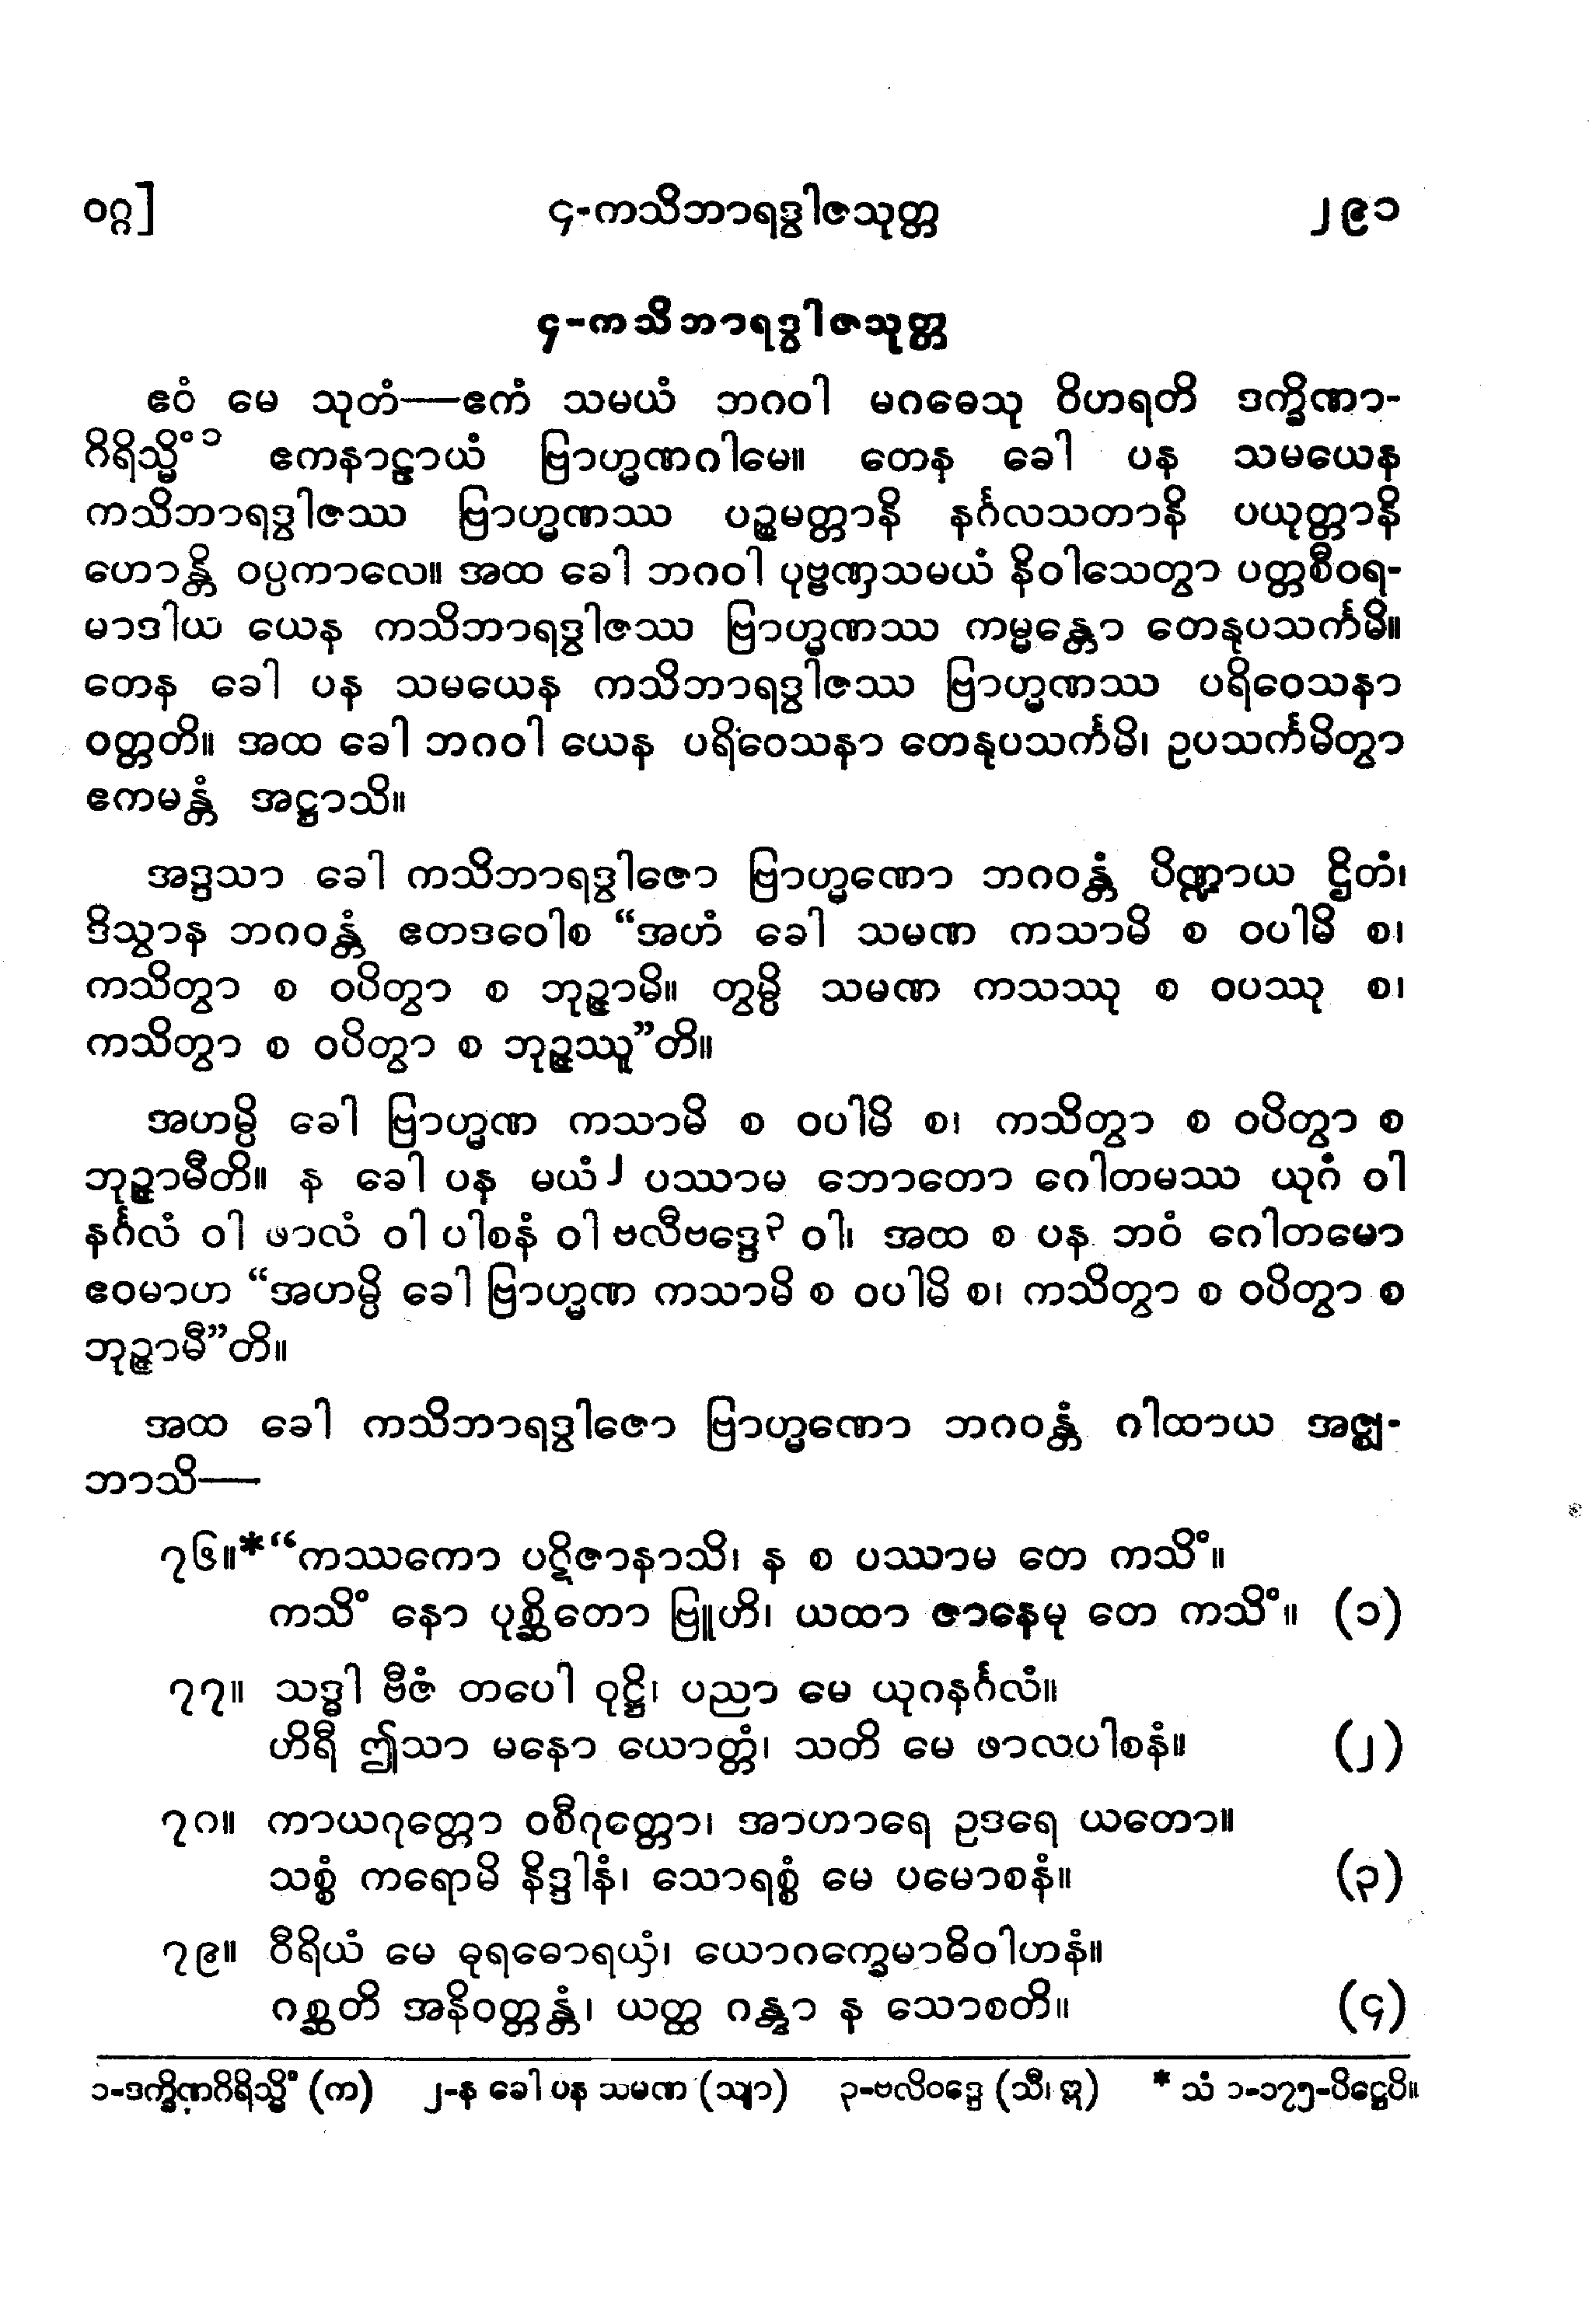 ဝဂ္ဂ] ၄-ကသိဘာရဒွါဇသုတ္တ ၂၉၁
၄-ကသိဘာရဒွါဇသုတ္တ
ဧဝံ မေ သုတံ—ဧကံ သမယံ ဘဂဝါ မဂဓေသု ဝိဟရတိ ဒက္ခိဏာ-
ဂိရိသ္မိံ၁ ဧကနာဠာယံ ဗြာဟ္မဏဂါမေ။ တေန ခေါ ပန သမယေန
ကသိဘာရဒွါဇဿ ဗြာဟ္မဏဿ ပဉ္စမတ္တာနိ နင်္ဂလသတာနိ ပယုတ္တာနိ
ဟောန္တိ ဝပ္ပကာလေ။ အထ ခေါ ဘဂဝါ ပုဗ္ဗဏှသမယံ နိဝါသေတွာ ပတ္တစီဝရ-
မာဒါယ ယေန ကသိဘာရဒွါဇဿ ဗြာဟ္မဏဿ ကမ္မန္တော တေနုပသင်္ကမိ။
တေန ခေါ ပန သမယေန ကသိဘာရဒွါဇဿ ဗြာဟ္မဏဿ ပရိဝေသနာ
ဝတ္တတိ။ အထ ခေါ ဘဂဝါ ယေန ပရိဝေသနာ တေနုပသင်္ကမိ၊ ဥပသင်္ကမိတွာ
ဧကမန္တံ အဋ္ဌာသိ။
အဒ္ဒသာ ခေါ ကသိဘာရဒွါဇော ဗြာဟ္မဏော ဘဂဝန္တံ ပိဏ္ဍာယ ဌိတံ၊
ဒိသွာန ဘဂဝန္တံ ဧတဒဝေါစ “အဟံ ခေါ သမဏ ကသာမိ စ ဝပါမိ စ၊
ကသိတွာ စ ဝပိတွာ စ ဘုဉ္ဇာမိ။ တွမ္ပိ သမဏ ကသဿု စ ဝပဿု စ၊
ကသိတွာ စ ဝပိတွာ စ ဘုဉ္ဇဿူ”တိ။
အဟမ္ပိ ခေါ ဗြာဟ္မဏ ကသာမိ စ ဝပါမိ စ၊ ကသိတွာ စ ဝပိတွာ စ
ဘုဉ္ဇာမီတိ။ န ခေါ ပန မယံ၂ ပဿာမ ဘောတော ဂေါတမဿ ယုဂံ ဝါ
နင်္ဂလံ ဝါ ဖာလံ ဝါ ပါစနံ ဝါ ဗလီဗဒ္ဒေ၃ ဝါ၊ အထ စ ပန ဘဝံ ဂေါတမော
ဧဝမာဟ “အဟမ္ပိ ခေါ ဗြာဟ္မဏ ကသာမိ စ ဝပါမိ စ၊ ကသိတွာ စ ဝပိတွာ စ
ဘုဉ္ဇာမီ”တိ။
အထ ခေါ ကသိဘာရဒွါဇော ဗြာဟ္မဏော ဘဂဝန္တံ ဂါထာယ အဇ္ဈ-
ဘာသိ—
၇၆။*“ကဿကော ပဋိဇာနာသိ၊ န စ ပဿာမ တေ ကသိံ။
ကသိံ နော ပုစ္ဆိတော ဗြူဟိ၊ ယထာ ဇာနေမု တေ ကသိံ။ (၁)
၇၇။ သဒ္ဓါ ဗီဇံ တပေါ ဝုဋ္ဌိ၊ ပညာ မေ ယုဂနင်္ဂလံ။
ဟိရီ ဤသာ မနော ယောတ္တံ၊ သတိ မေ ဖာလပါစနံ။ (၂)
၇ဂ။ ကာယဂုတ္တော ဝစီဂုတ္တော၊ အာဟာရေ ဥဒရေ ယတော။
သစ္စံ ကရောမိ နိဒ္ဒါနံ၊ သောရစ္စံ မေ ပမောစနံ။ (၃)
၇၉။ ဝီရိယံ မေ ဓုရဓောရယှံ၊ ယောဂက္ခေမာဓိဝါဟနံ။
ဂစ္ဆတိ အနိဝတ္တန္တံ၊ ယတ္ထ ဂန္တွာ န သောစတိ။ (၄)
၁-ဒက္ခိဏဂိရိသ္မိံ (က) ၂-န ခေါ ပန သမဏ (သျာ) ၃-ဗလိဝဒ္ဒေ (သီ၊ ဣ) * သံ ၁-၁၇၅-ပိဋ္ဌေပိ။